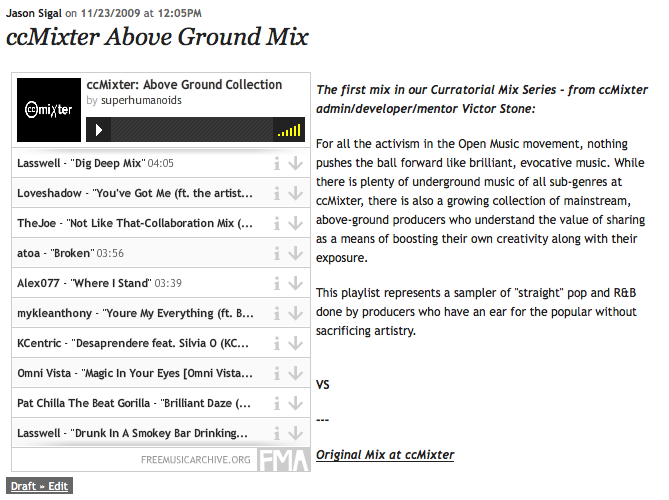 Jason Sigal on 11/23/2009 at 12:05PM
ccMixter Above Ground Mix
ccmixter
ccMixter: Above Ground Collection
by superhumanoids
Lasswell - "Dig Deep Mix" 04:05
Loveshadow - "You've Got Me (ft. the artist...
TheJoe - "Not Like That-Collaboration Mix (...
atoa - "Broken" 03:56
Alex077 - "Where I Stand" 03:39
mykleanthony - "Youre My Everything (ft. B...
KCentric - "Desaprendere feat. Silvia O (KC...
Omni Vista - "Magic In Your Eyes [Omni Vista...
Pat Chilla The Beat Gorilla - "Brilliant Daze (...
Lasswell - "Drunk In A Smokey Bar Drinking...
FREEMUSICARCHIVE.ORG FMA
The first mix in our Curratorial Mix Series - from ccMixter
admin/developer/mentor Victor Stone:
For all the activism in the Open Music movement, nothing
pushes the ball forward like brilliant, evocative music. While
there is plenty of underground music of all sub-genres at
ccMixter, there is also a growing collection of mainstream,
above-ground producers who understand the value of sharing
as a means of boosting their own creativity along with their
exposure.
This playlist represents a sampler of "straight" pop and R&B
done by producers who have an ear for the popular without
sacrificing artistry.
VS
---
Original Mix at ccMixter
Draft » Edit